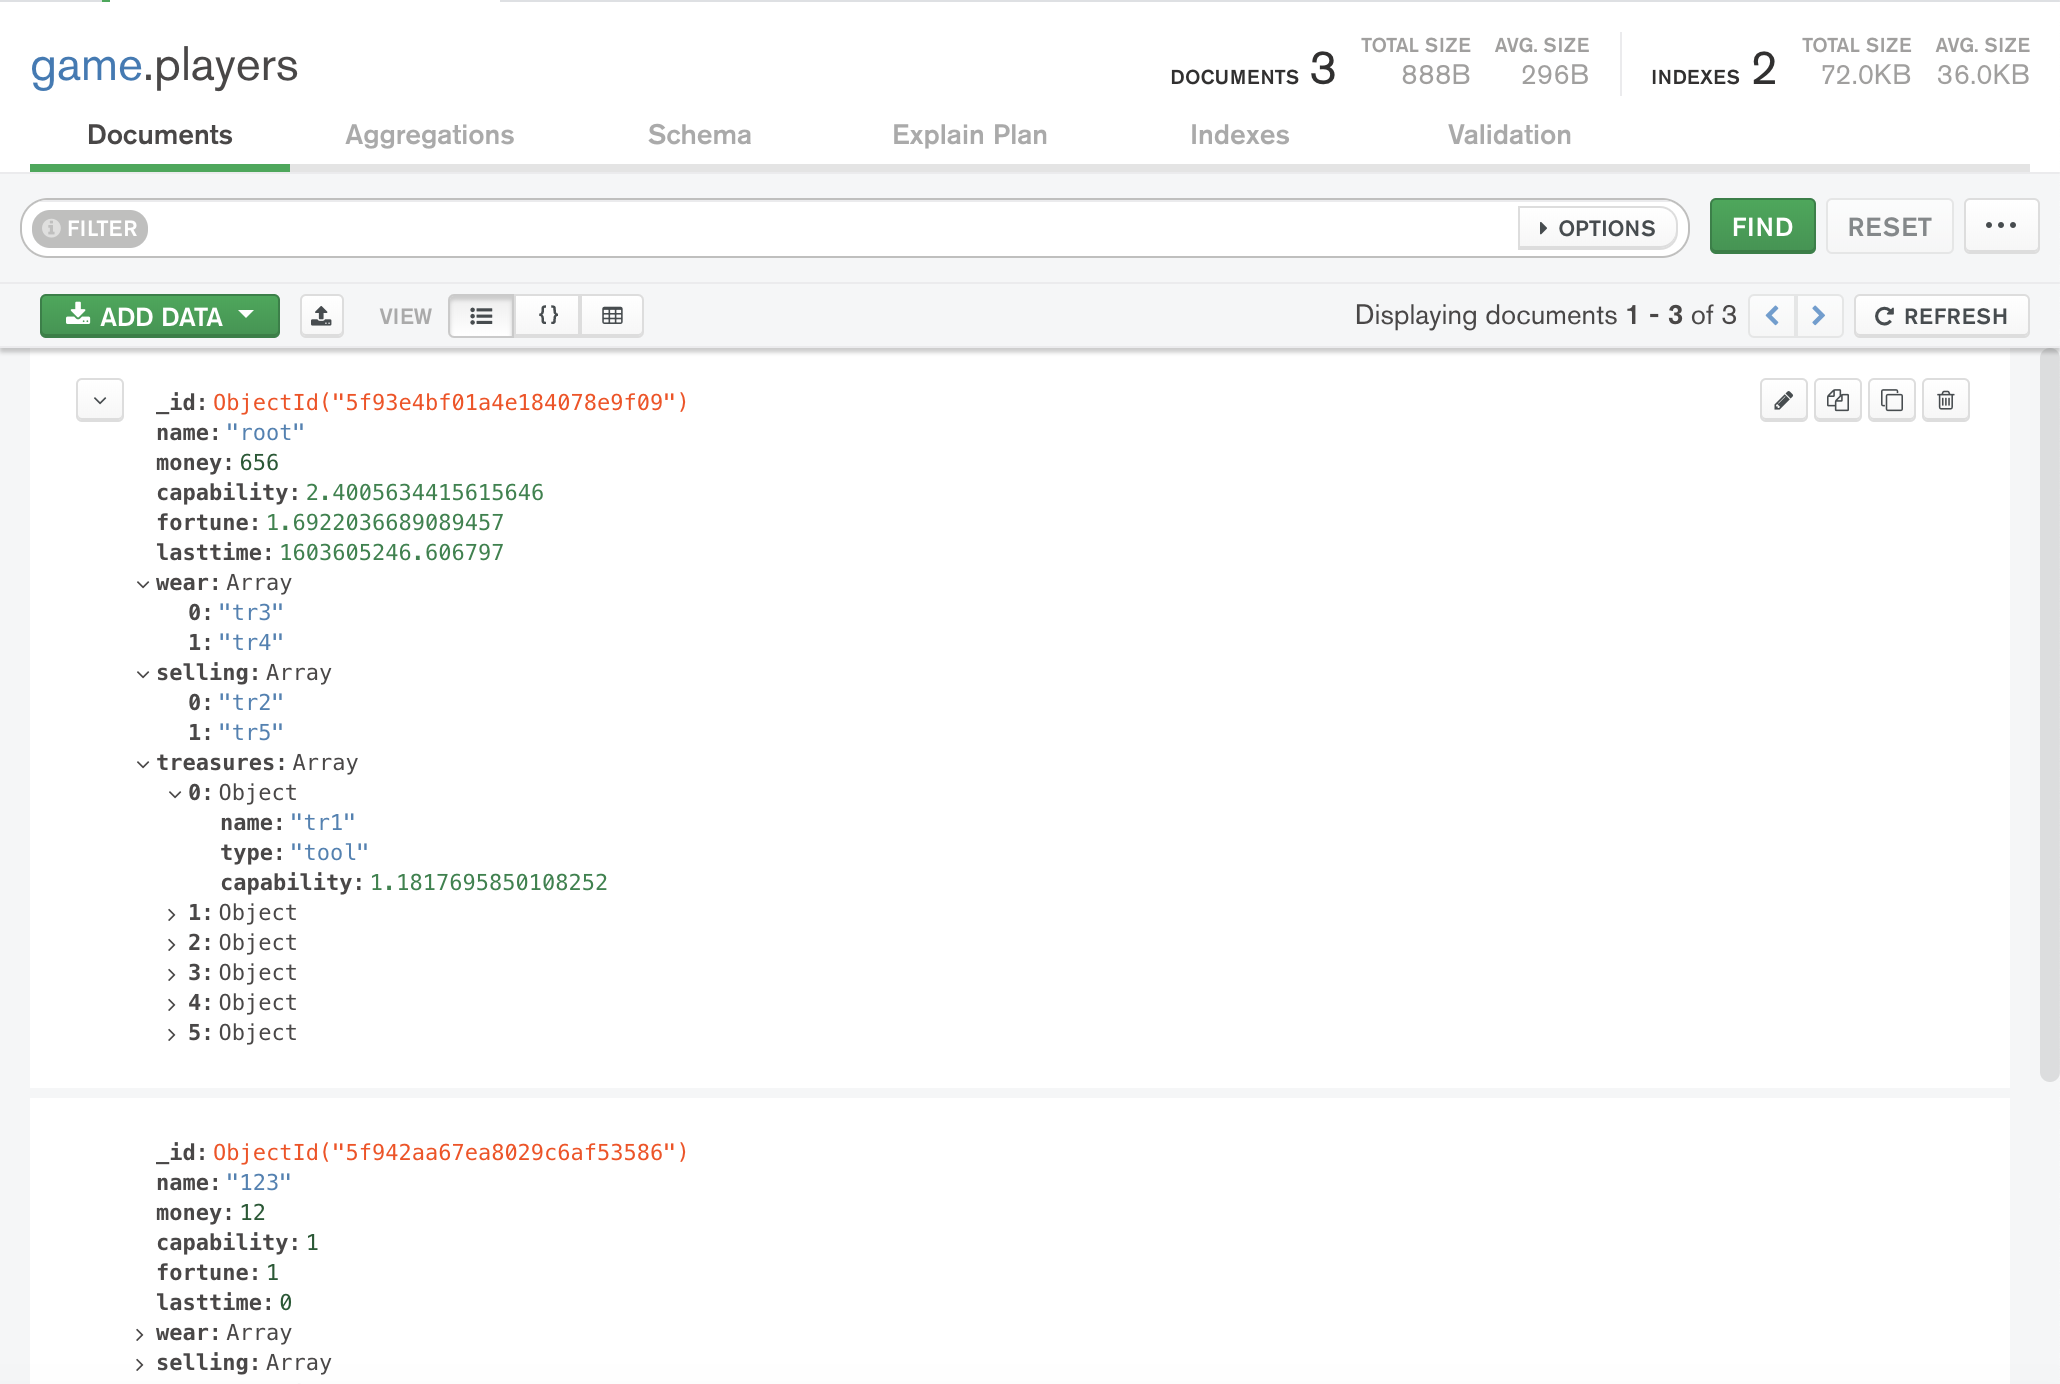 game.players
DOCUMENTS 3 TOTAL SIZE 888B AVG. SIZE 296B INDEXES 2 TOTAL SIZE 72.0KB AVG. SIZE 36.0KB
Documents Aggregations Schema Explain Plan Indexes Validation
FILTER OPTIONS FIND RESET ...
ADD DATA VIEW {} Displaying documents 1 - 3 of 3 REFRESH
_id: ObjectId("5f93e4bf01a4e184078e9f09")
name: "root"
money: 656
capability: 2.4005634415615646
fortune: 1.6922036689089457
lasttime: 1603605246.606797
wear: Array
0: "tr3"
1: "tr4"
selling: Array
0: "tr2"
1: "tr5"
treasures: Array
0: Object
name: "tr1"
type: "tool"
capability: 1.1817695850108252
1: Object
2: Object
3: Object
4: Object
5: Object
_id: ObjectId("5f942aa67ea8029c6af53586")
name: "123"
money: 12
capability: 1
fortune: 1
lasttime: 0
wear: Array
selling: Array